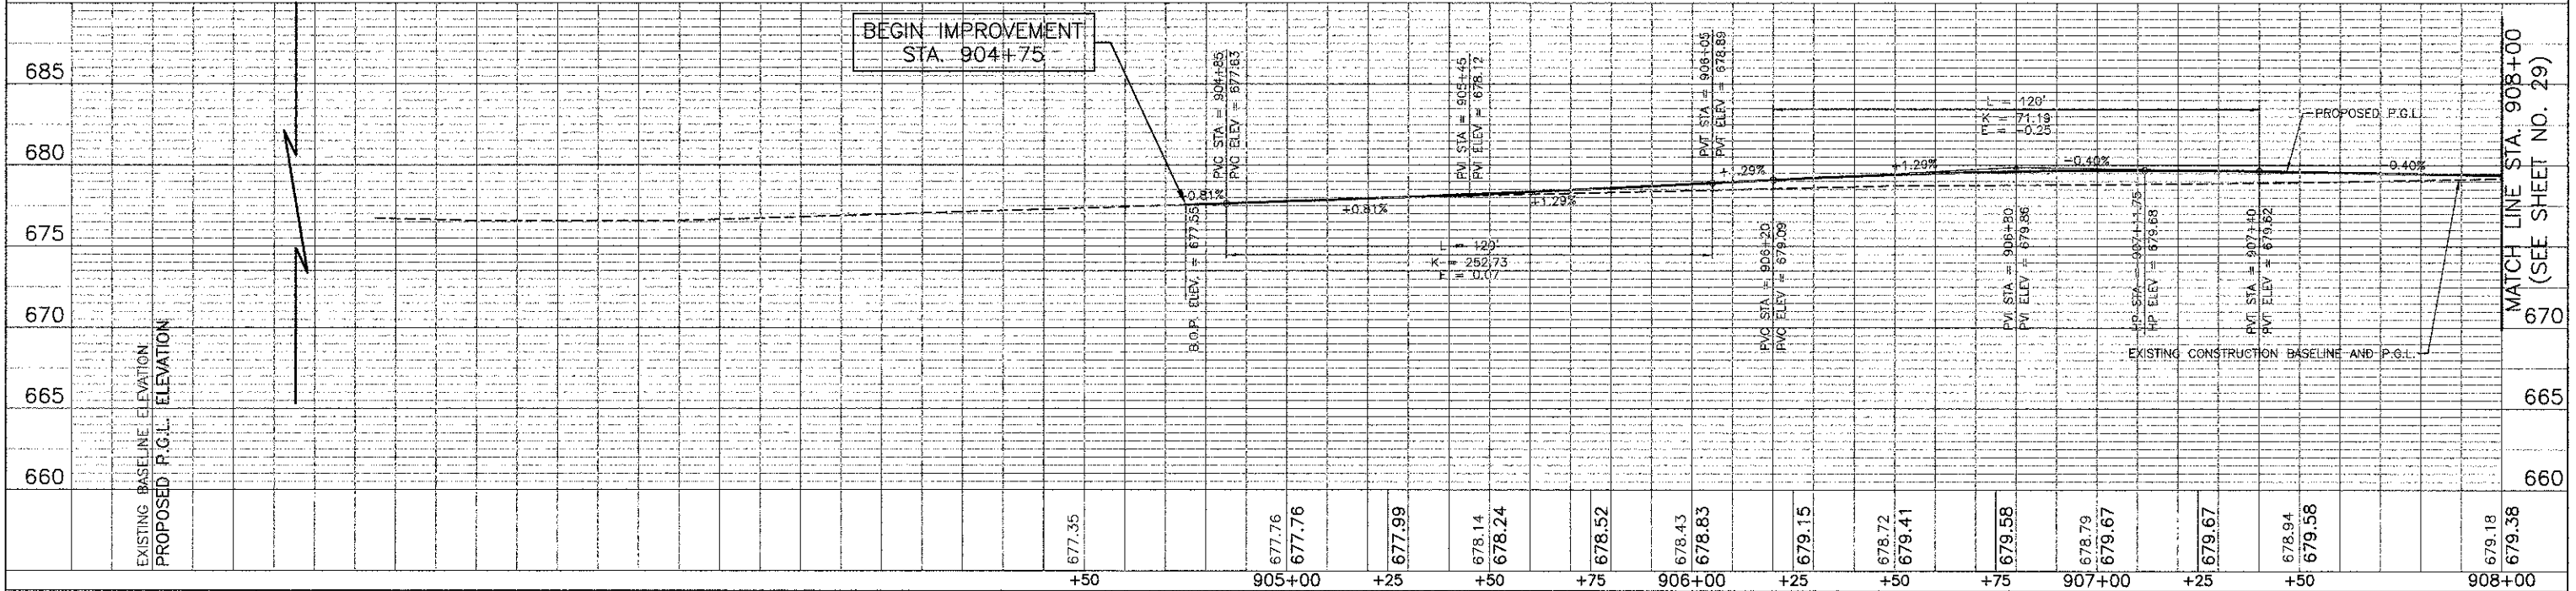 BEGIN IMPROVEMENT
STA. 904+75
685
680
675
670
665
660
EXISTING BASELINE ELEVATION
PROPOSED P.G.L. ELEVATION
+0.81%
B.O.P. ELEV. = 677.55
PVC STA = 904+85
PVC ELEV = 677.63
+0.81%
L = 120'
K = 252.73
E = 0.07
PVI STA = 905+45
PVI ELEV = 678.12
+1.29%
PVT STA = 906+05
PVT ELEV = 678.89
+1.29%
PVC STA = 906+20
PVC ELEV = 679.09
L = 120'
K = 71.19
E = -0.25
+1.29%
-0.40%
PVI STA = 906+80
PVI ELEV = 679.86
HP STA = 907+11.75
HP ELEV = 679.68
PVT STA = 907+40
PVT ELEV = 679.62
PROPOSED P.G.L.
-0.40%
EXISTING CONSTRUCTION BASELINE AND P.G.L.
MATCH LINE STA. 908+00
(SEE SHEET NO. 29)
670
665
660
677.35
677.76
677.76
677.99
678.14
678.24
678.52
678.43
678.83
679.15
678.72
679.41
679.58
678.79
679.67
679.67
678.94
679.58
679.18
679.38
+50
905+00
+25
+50
+75
906+00
+25
+50
+75
907+00
+25
+50
908+00